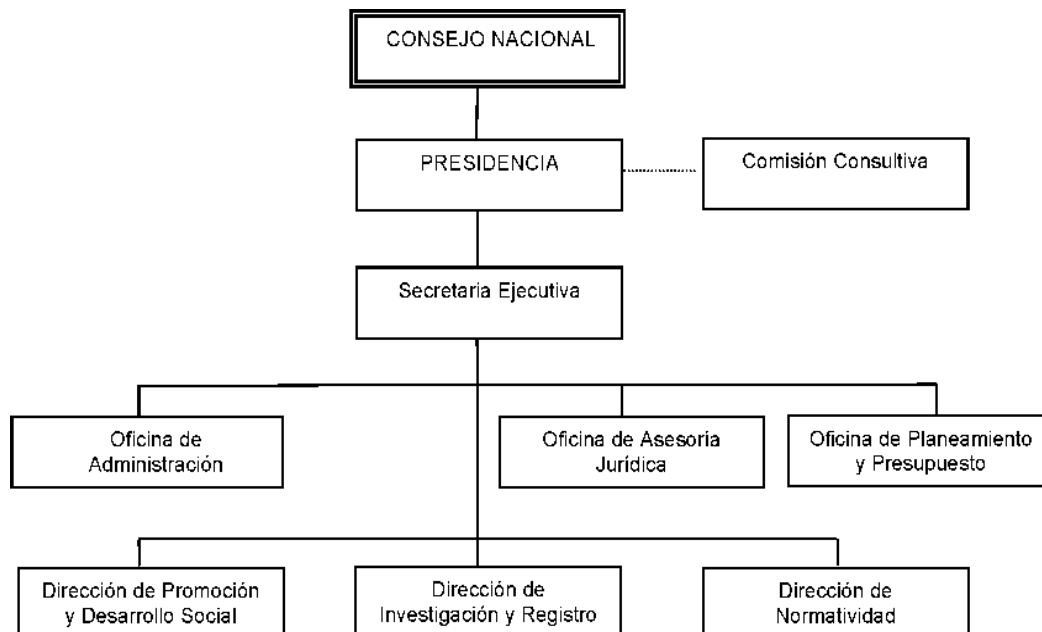 CONSEJO NACIONAL
PRESIDENCIA
Comisión Consultiva
Secretaria Ejecutiva
Oficina de
Administración
Oficina de Asesoría
Jurídica
Oficina de Planeamiento
y Presupuesto
Dirección de Promoción
y Desarrollo Social
Dirección de
Investigación y Registro
Dirección de
Normatividad